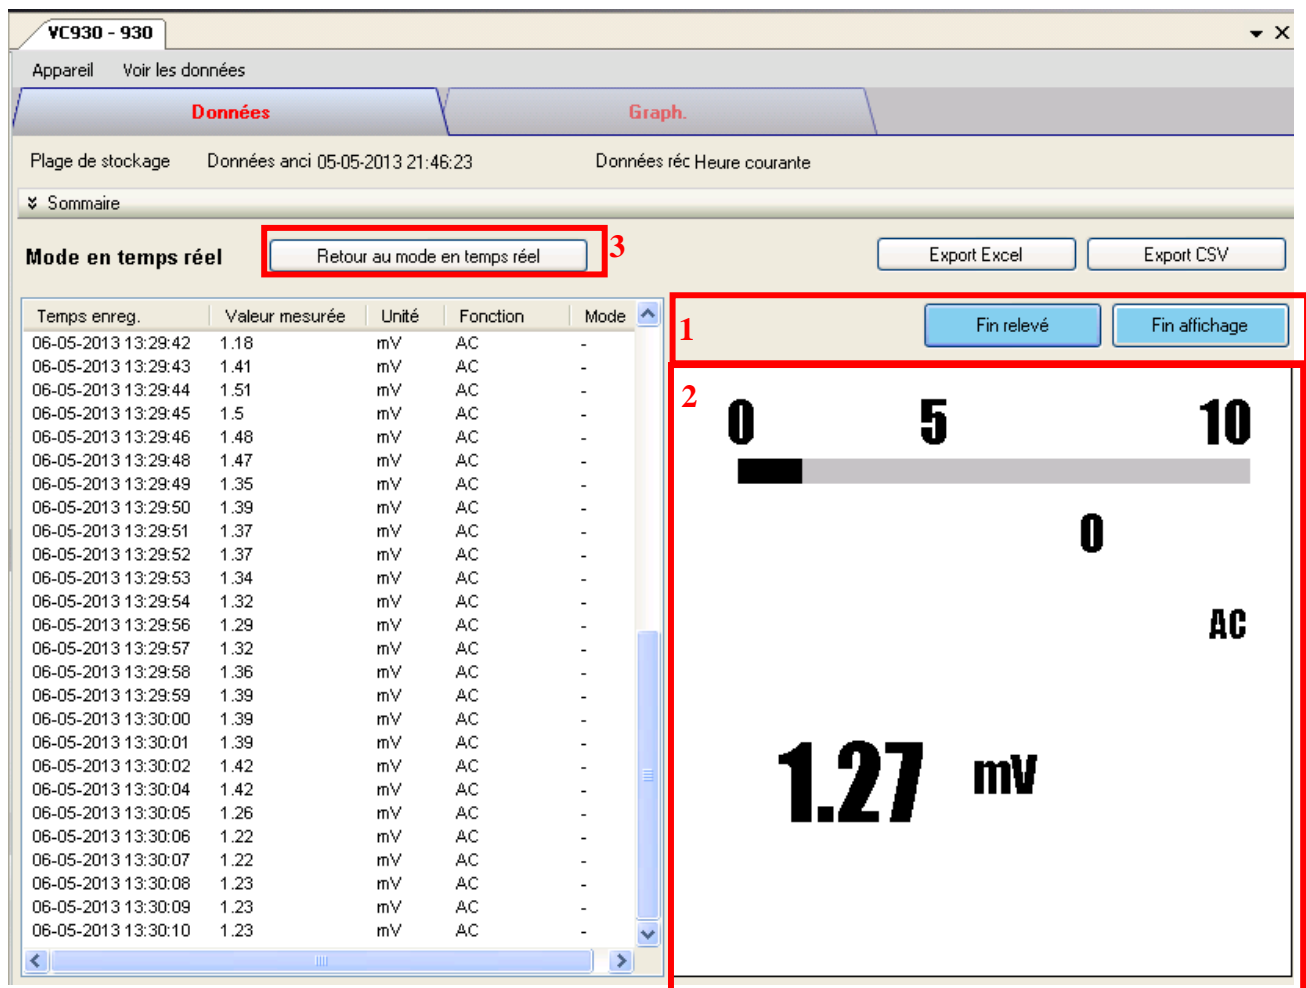 VC930 - 930
Appareil Voir les données
Données Graph.
Plage de stockage Données anci 05-05-2013 21:46:23 Données réc Heure courante
Sommaire
Mode en temps réel Retour au mode en temps réel 3 Export Excel Export CSV
Temps enreg. Valeur mesurée Unité Fonction Mode
06-05-2013 13:29:42 1.18 mV AC -
06-05-2013 13:29:43 1.41 mV AC -
06-05-2013 13:29:44 1.51 mV AC -
06-05-2013 13:29:45 1.5 mV AC -
06-05-2013 13:29:46 1.48 mV AC -
06-05-2013 13:29:48 1.47 mV AC -
06-05-2013 13:29:49 1.35 mV AC -
06-05-2013 13:29:50 1.39 mV AC -
06-05-2013 13:29:51 1.37 mV AC -
06-05-2013 13:29:52 1.37 mV AC -
06-05-2013 13:29:53 1.34 mV AC -
06-05-2013 13:29:54 1.32 mV AC -
06-05-2013 13:29:56 1.29 mV AC -
06-05-2013 13:29:57 1.32 mV AC -
06-05-2013 13:29:58 1.36 mV AC -
06-05-2013 13:29:59 1.39 mV AC -
06-05-2013 13:30:00 1.39 mV AC -
06-05-2013 13:30:01 1.39 mV AC -
06-05-2013 13:30:02 1.42 mV AC -
06-05-2013 13:30:04 1.42 mV AC -
06-05-2013 13:30:05 1.26 mV AC -
06-05-2013 13:30:06 1.22 mV AC -
06-05-2013 13:30:07 1.22 mV AC -
06-05-2013 13:30:08 1.23 mV AC -
06-05-2013 13:30:09 1.23 mV AC -
06-05-2013 13:30:10 1.23 mV AC -
1 Fin relevé Fin affichage
2
0 5 10
0
AC
1.27 mV